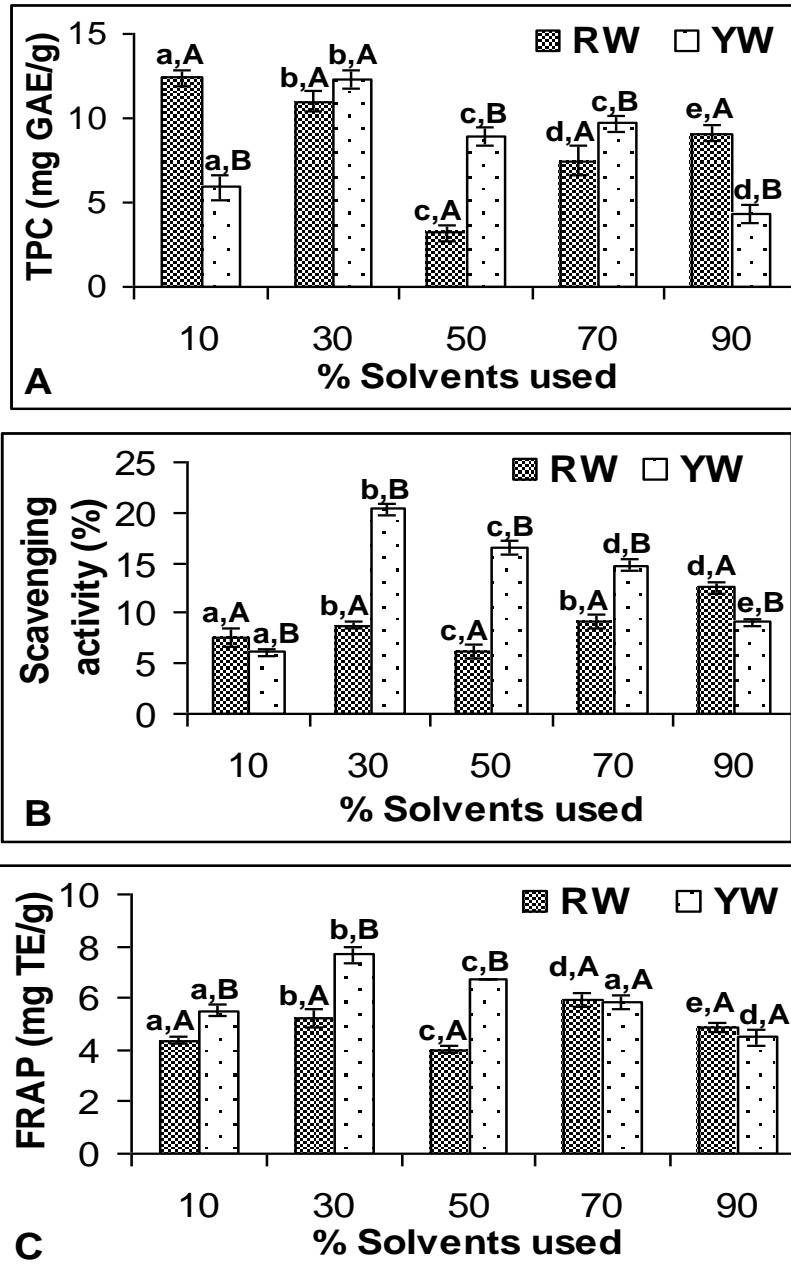 TPC (mg GAE/g)
RW YW
15
10
5
0
a,A
a,B
b,A
b,A
c,A
c,B
d,A
c,B
e,A
d,B
10 30 50 70 90
% Solvents used
A
Scavenging
activity (%)
RW YW
25
20
15
10
5
0
a,A
a,B
b,A
b,B
c,A
c,B
b,A
d,B
d,A
e,B
10 30 50 70 90
% Solvents used
B
FRAP (mg TE/g)
RW YW
10
8
6
4
2
0
a,A
a,B
b,A
b,B
c,A
c,B
d,A
a,A
e,A
d,A
10 30 50 70 90
% Solvents used
C